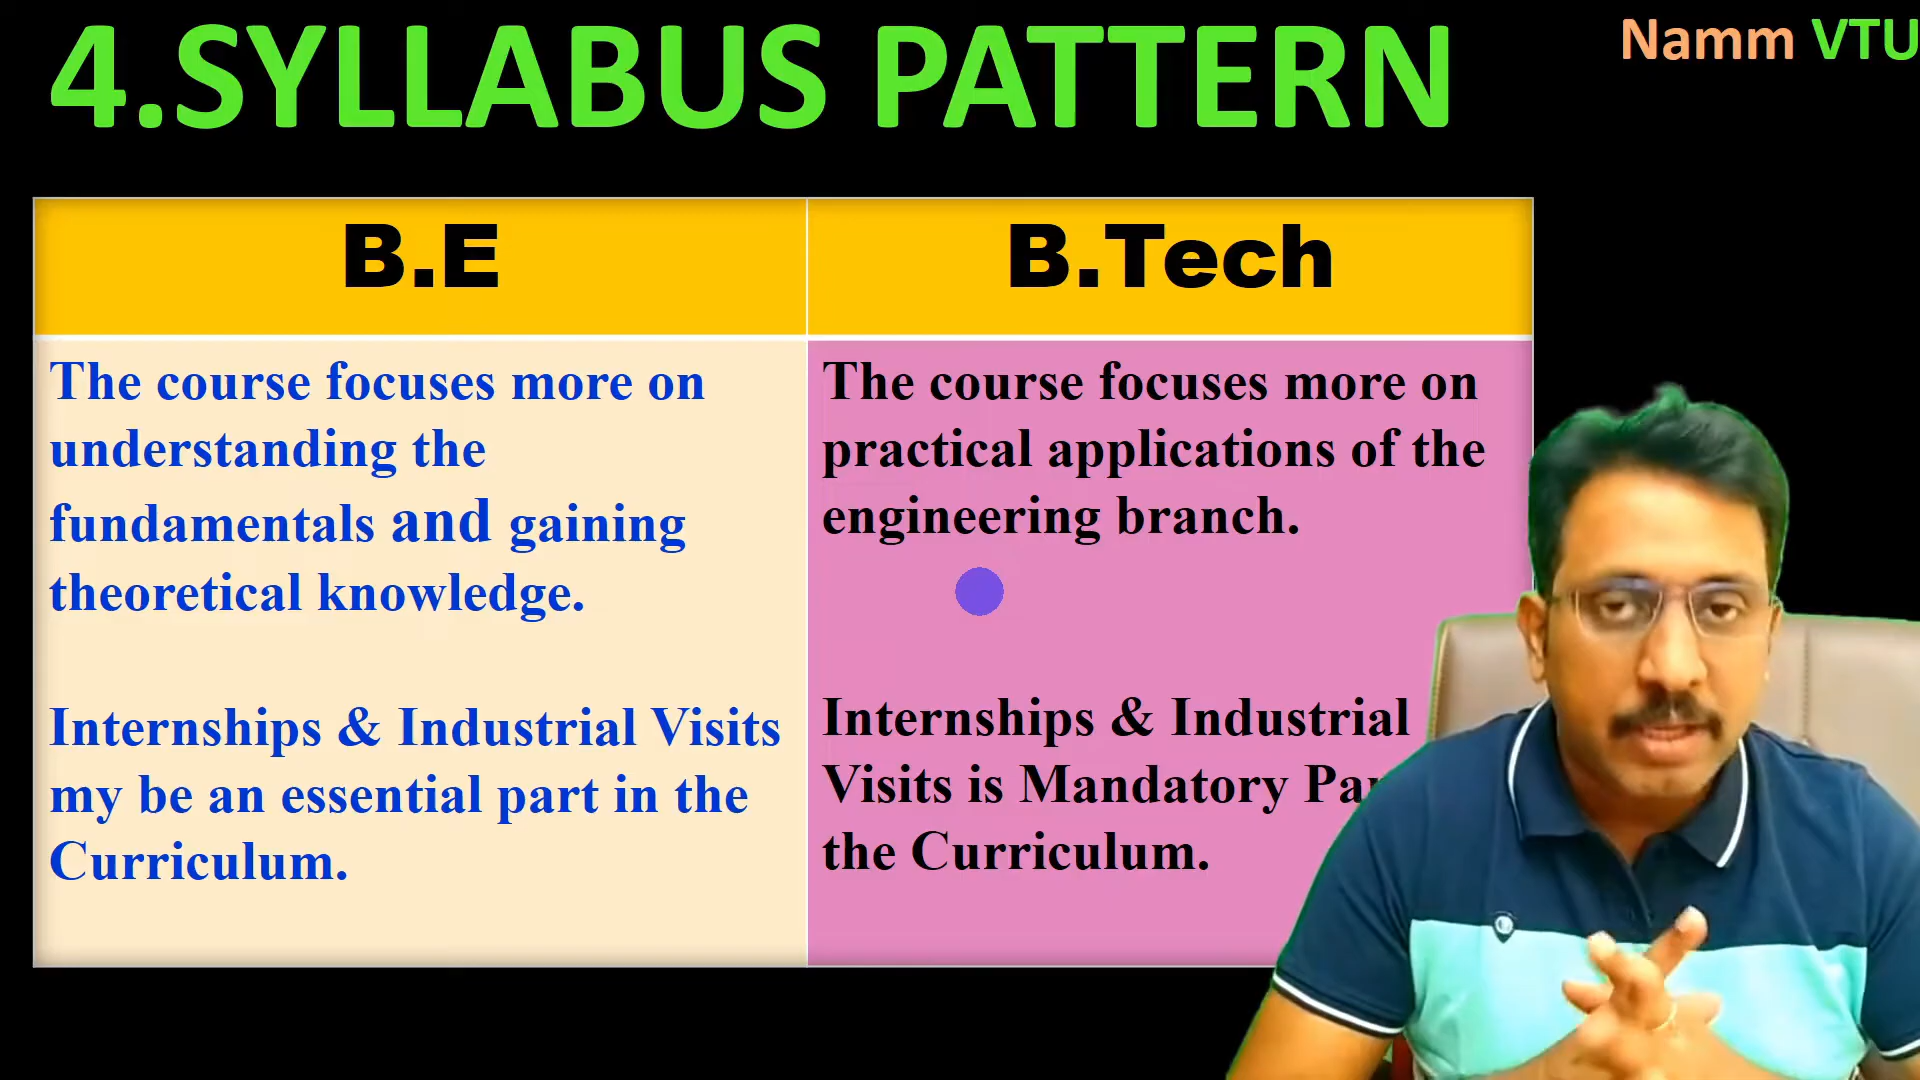 4.SYLLABUS PATTERN
Namm VTU
B.E
B.Tech
The course focuses more on
understanding the
fundamentals and gaining
theoretical knowledge.
Internships & Industrial Visits
my be an essential part in the
Curriculum.
The course focuses more on
practical applications of the
engineering branch.
Internships & Industrial
Visits is Mandatory
the Curriculum.